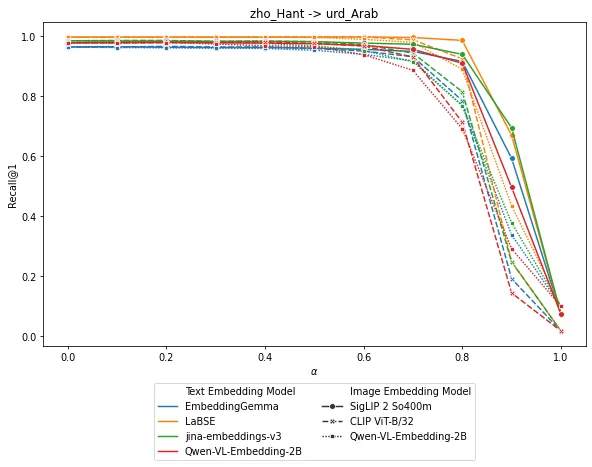 zho_Hant -> urd_Arab
Recall@1
1.0
0.8
0.6
0.4
0.2
0.0
0.0 0.2 0.4 0.6 0.8 1.0
α
Text Embedding Model Image Embedding Model
EmbeddingGemma SigLIP 2 So400m
LaBSE CLIP ViT-B/32
jina-embeddings-v3 Qwen-VL-Embedding-2B
Qwen-VL-Embedding-2B